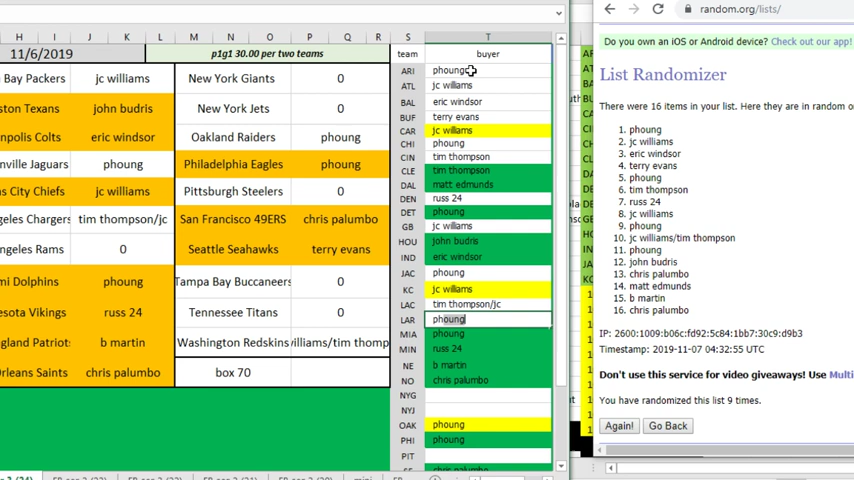 random.org/lists/
Do you own an iOS or Android device? Check out our app!
H I J K L M N O P Q R S T
11/6/2019 p1g1 30.00 per two teams team buyer
Bay Packers jc williams New York Giants 0
ston Texans john budris New York Jets 0
npolis Colts eric windsor Oakland Raiders phoung
nville Jaguars phoung Philadelphia Eagles phoung
s City Chiefs jc williams Pittsburgh Steelers 0
geles Chargers tim thompson/jc San Francisco 49ERS chris palumbo
ngeles Rams 0 Seattle Seahawks terry evans
mi Dolphins phoung Tampa Bay Buccaneers 0
esota Vikings russ 24 Tennessee Titans 0
ngland Patriots b martin Washington Redskins illiams/tim thomp
Orleans Saints chris palumbo box 70
ARI phoung
ATL jc williams
BAL eric windsor
BUF terry evans
CAR jc williams
CHI phoung
CIN tim thompson
CLE tim thompson
DAL matt edmunds
DEN russ 24
DET phoung
GB jc williams
HOU john budris
IND eric windsor
JAC phoung
KC jc williams
LAC tim thompson/jc
LAR phoung
MIA phoung
MIN russ 24
NE b martin
NO chris palumbo
NYG
NYJ
OAK phoung
PHI phoung
PIT
SF chris palumbo
List Randomizer
There were 16 items in your list. Here they are in random or
1. phoung
2. jc williams
3. eric windsor
4. terry evans
5. phoung
6. tim thompson
7. russ 24
8. jc williams
9. phoung
10. jc williams/tim thompson
11. phoung
12. john budris
13. chris palumbo
14. matt edmunds
15. b martin
16. chris palumbo
IP: 2600:1009:b06c:fd92:5c84:1bb7:30c9:d9b3
Timestamp: 2019-11-07 04:32:55 UTC
Don't use this service for video giveaways! Use Multi
You have randomized this list 9 times.
Again! Go Back